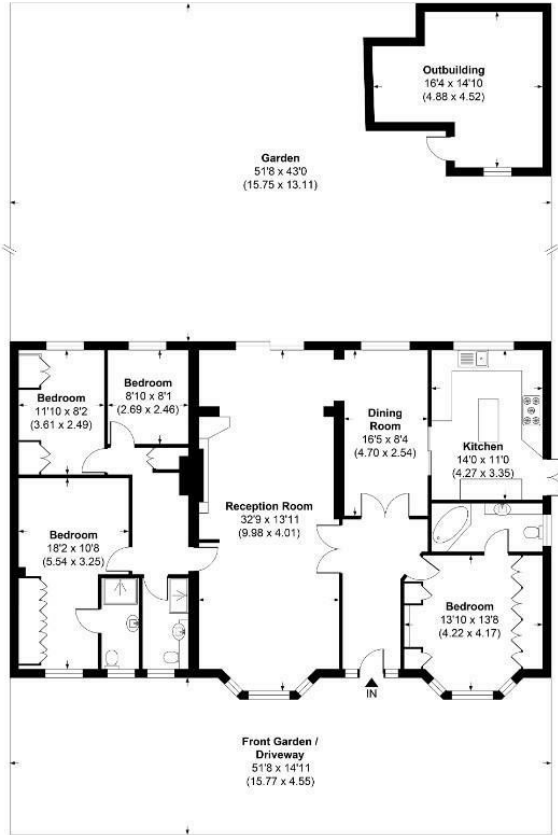 Outbuilding
16'4 x 14'10
(4.88 x 4.52)
Garden
51'8 x 43'0
(15.75 x 13.11)
Bedroom
11'10 x 8'2
(3.61 x 2.49)
Bedroom
8'10 x 8'1
(2.69 x 2.46)
Dining
Room
16'5 x 8'4
(4.70 x 2.54)
Kitchen
14'0 x 11'0
(4.27 x 3.35)
Reception Room
32'9 x 13'11
(9.98 x 4.01)
Bedroom
18'2 x 10'8
(5.54 x 3.25)
Bedroom
13'10 x 13'8
(4.22 x 4.17)
IN
Front Garden /
Driveway
51'8 x 14'11
(15.77 x 4.55)